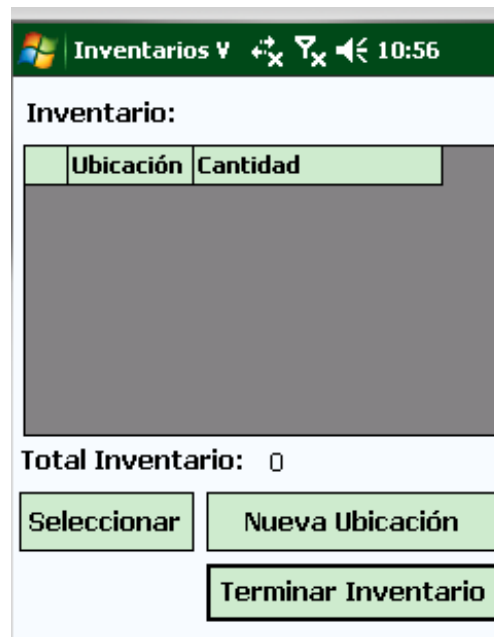 Inventarios V 10:56
Inventario:
Ubicación Cantidad
Total Inventario: 0
Seleccionar Nueva Ubicación
Terminar Inventario